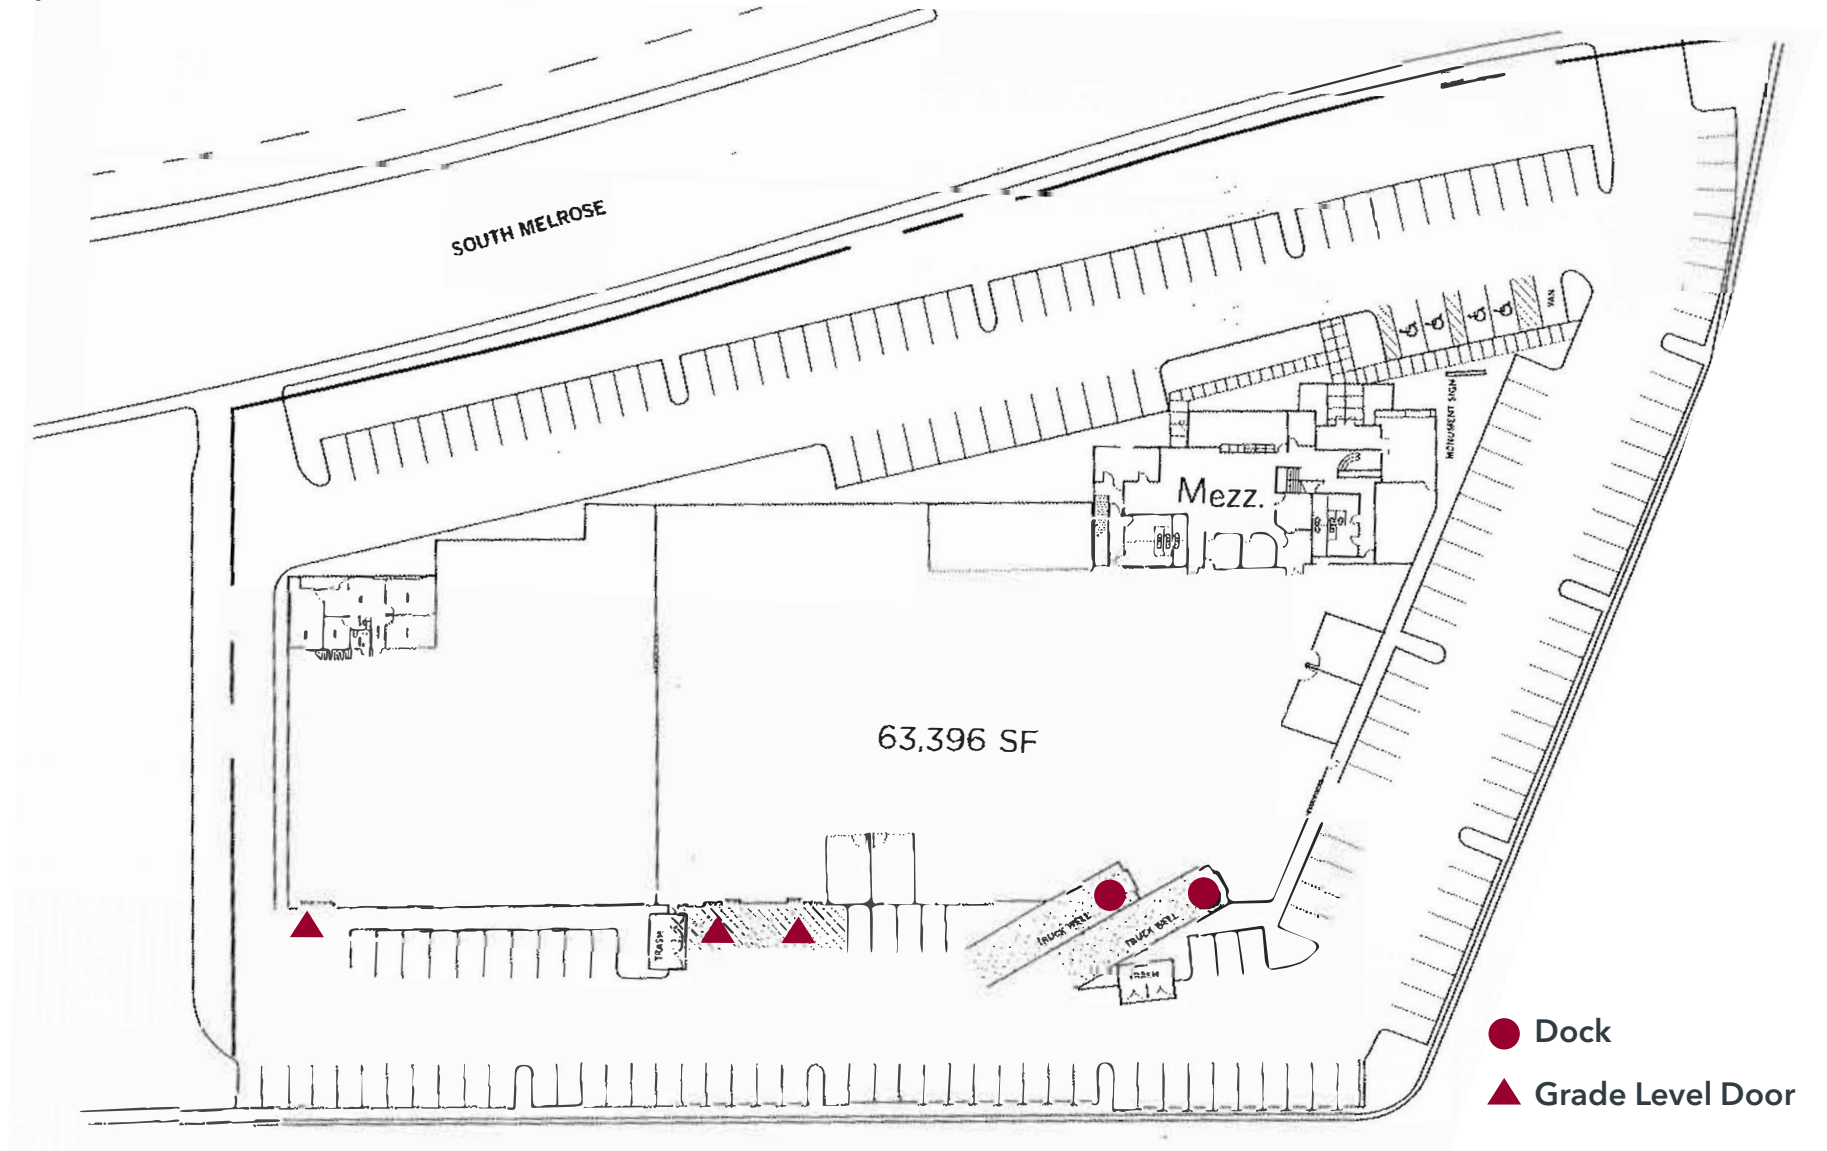 SOUTH MELROSE
VAN
MONUMENT SIGN
Mezz.
63,396 SF
TRASH
TRUCK WELL
TRUCK WELL
TRASH
Dock
Grade Level Door